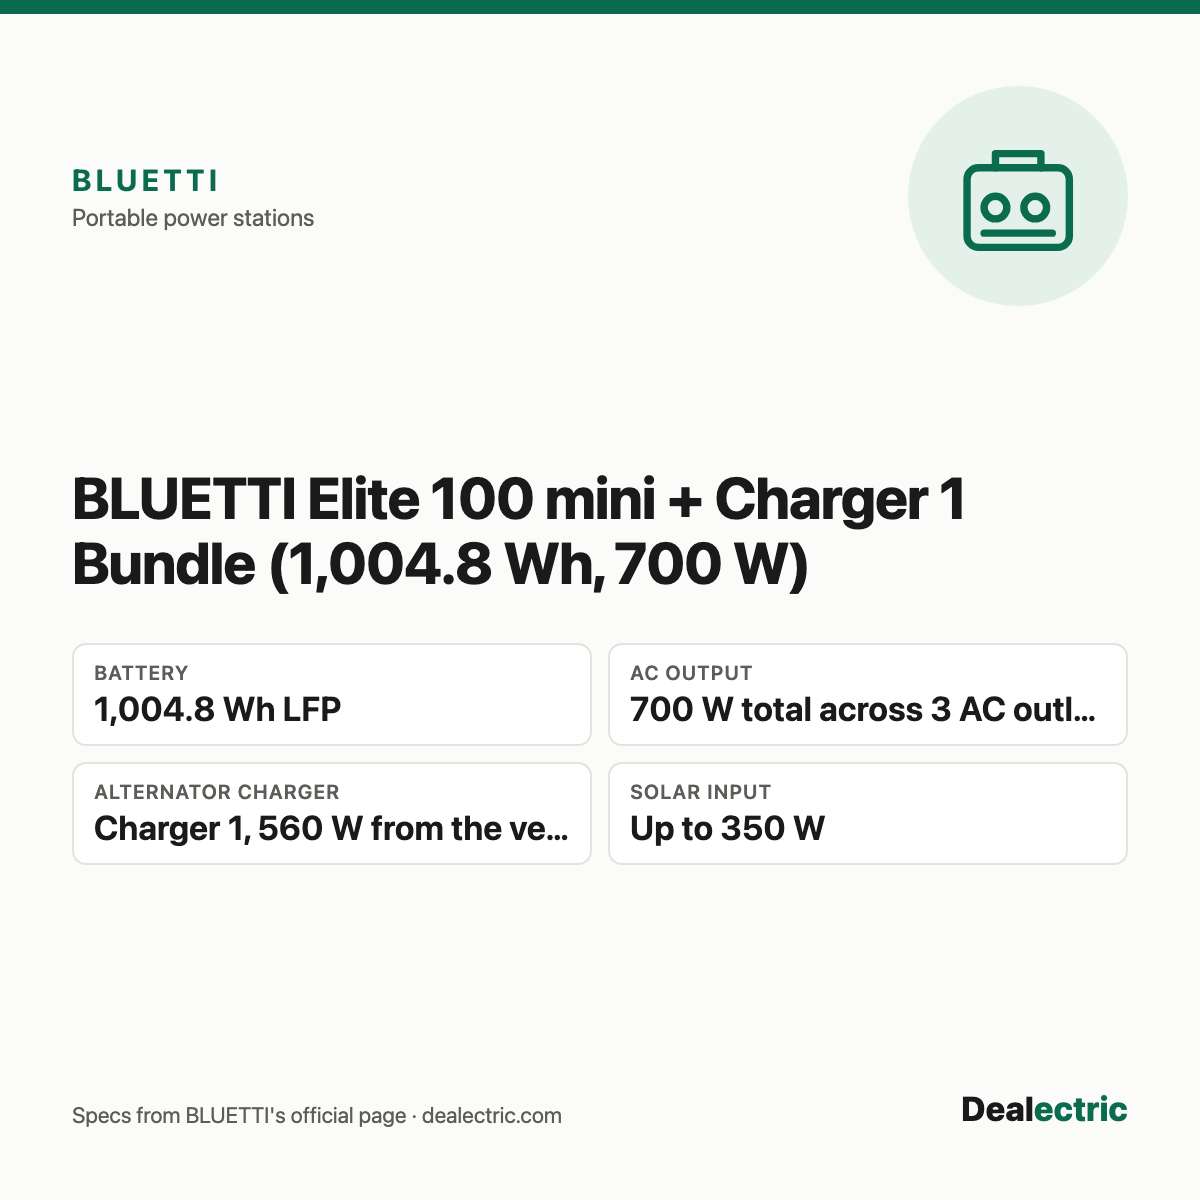 BLUETTI
Portable power stations
BLUETTI Elite 100 mini + Charger 1
Bundle (1,004.8 Wh, 700 W)
BATTERY
1,004.8 Wh LFP
AC OUTPUT
700 W total across 3 AC outl...
ALTERNATOR CHARGER
Charger 1, 560 W from the ve...
SOLAR INPUT
Up to 350 W
Specs from BLUETTI's official page · dealectric.com
Dealectric